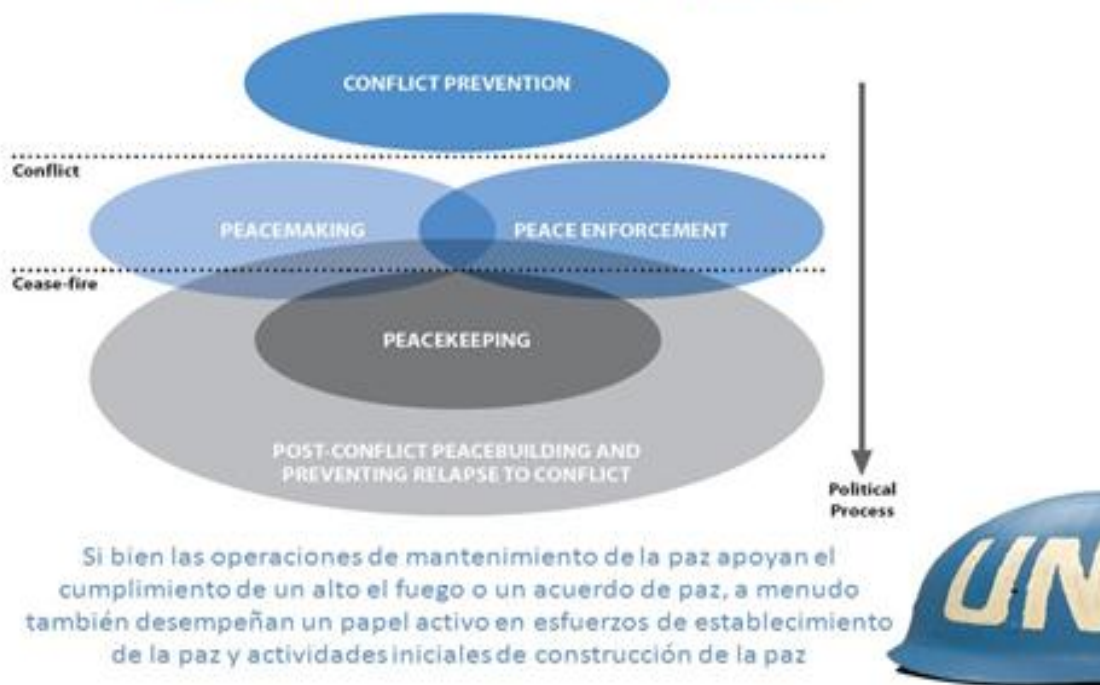 CONFLICT PREVENTION
Conflict
PEACEMAKING
PEACE ENFORCEMENT
Cease-fire
PEACEKEEPING
POST-CONFLICT PEACEBUILDING AND
PREVENTING RELAPSE TO CONFLICT
Political
Process
Si bien las operaciones de mantenimiento de la paz apoyan el
cumplimiento de un alto el fuego o un acuerdo de paz, a menudo
también desempeñan un papel activo en esfuerzos de establecimiento
de la paz y actividades iniciales de construcción de la paz
UN